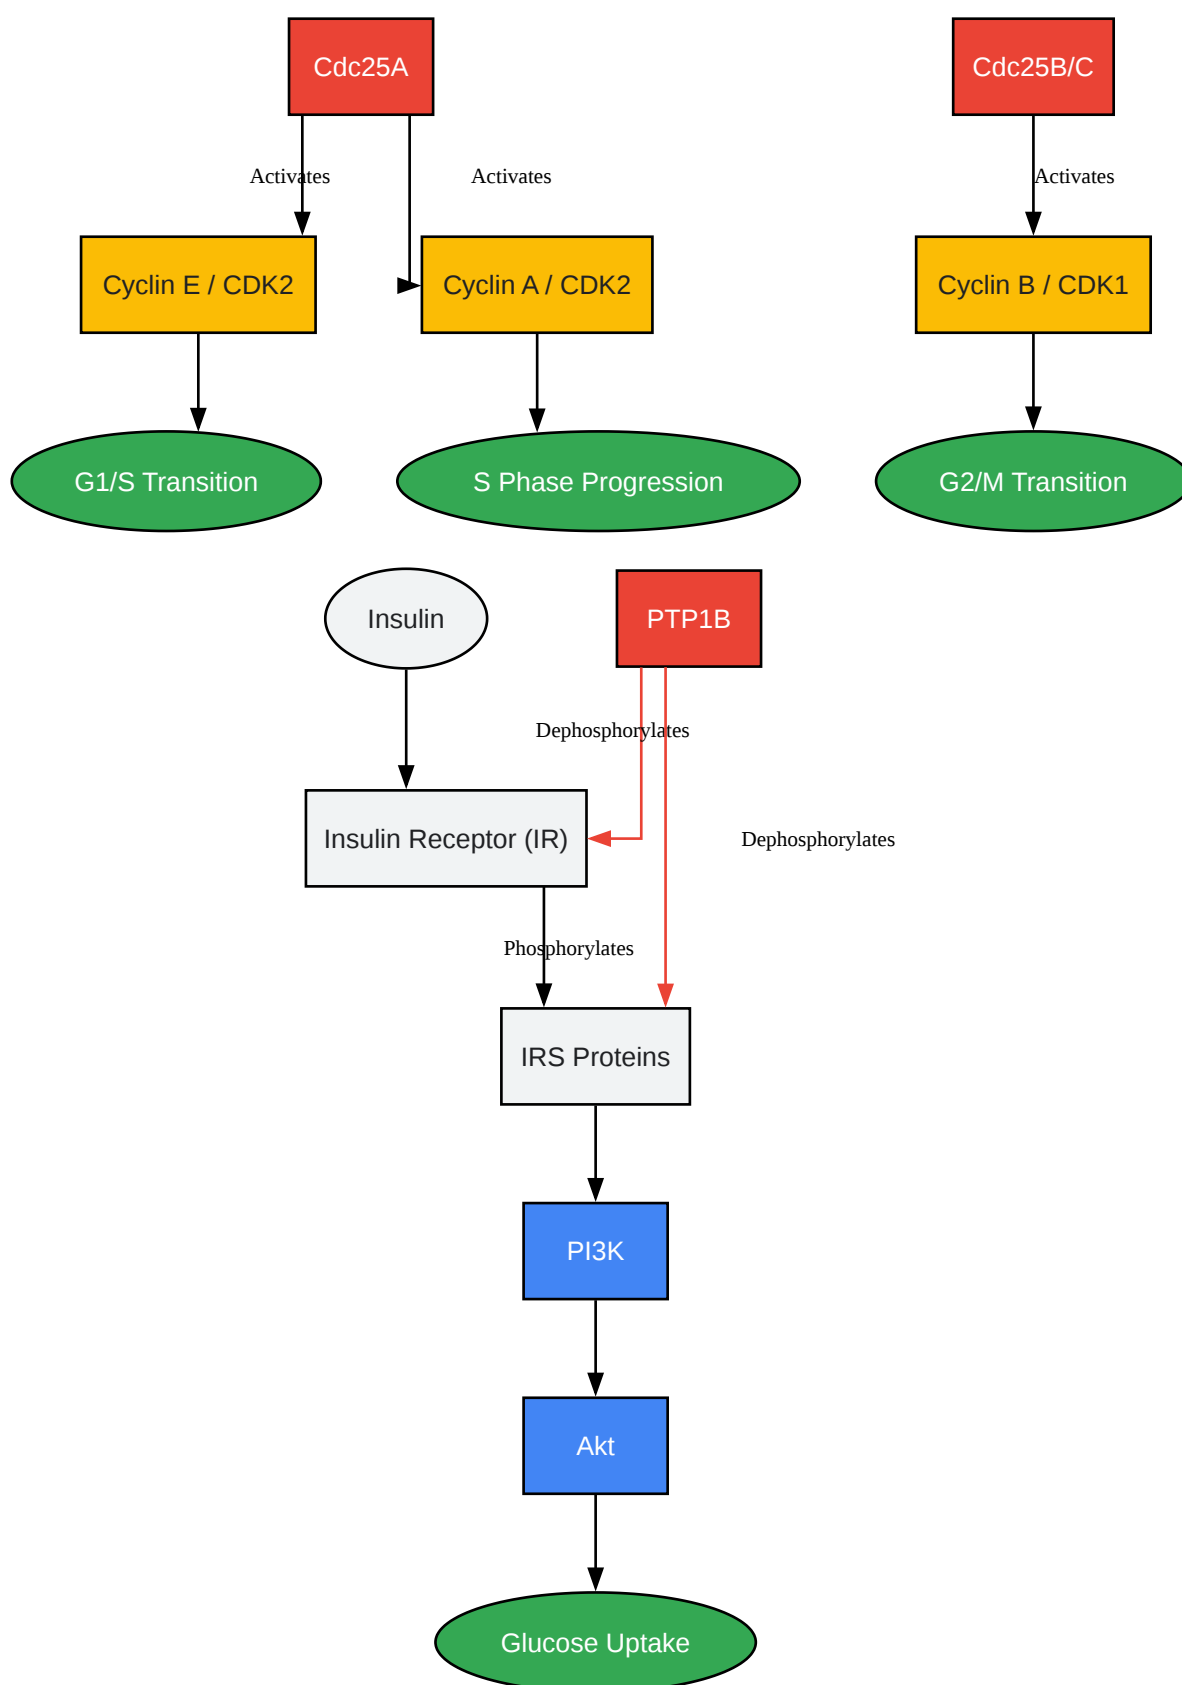 Cdc25A
Cdc25B/C
Activates
Activates
Activates
Cyclin E / CDK2
Cyclin A / CDK2
Cyclin B / CDK1
G1/S Transition
S Phase Progression
G2/M Transition
Insulin
PTP1B
Dephosphorylates
Insulin Receptor (IR)
Dephosphorylates
Phosphorylates
IRS Proteins
PI3K
Akt
Glucose Uptake